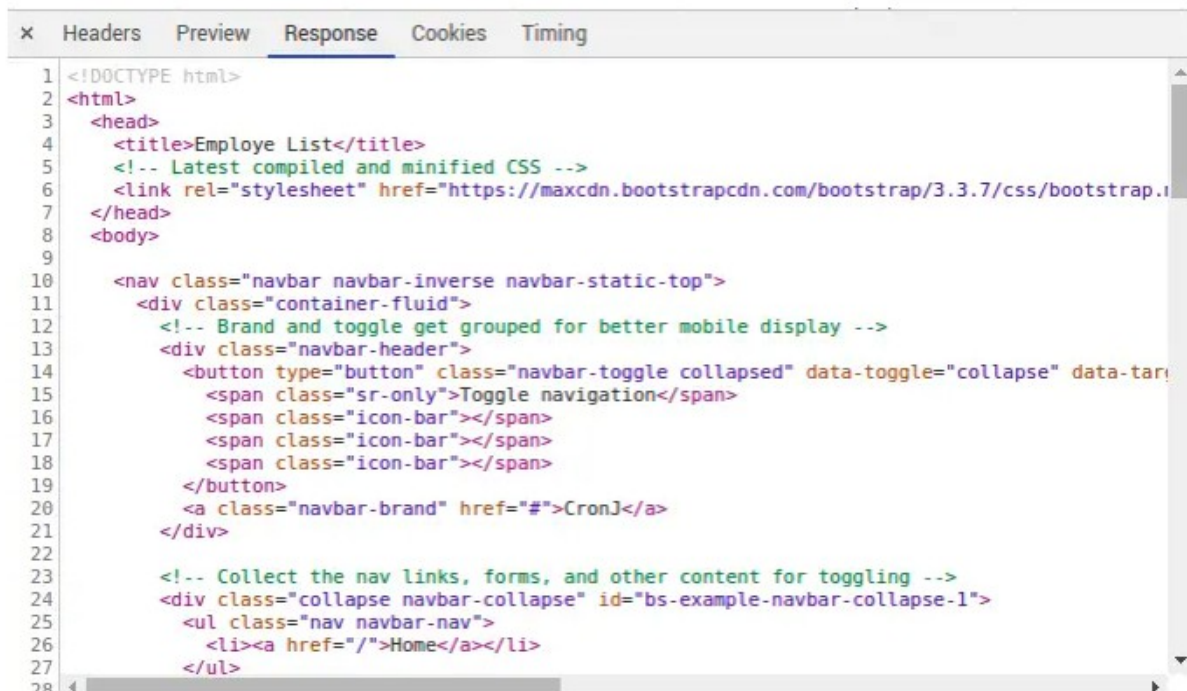 × Headers Preview Response Cookies Timing
1 <!DOCTYPE html>
2 <html>
3   <head>
4     <title>Employe List</title>
5     <!-- Latest compiled and minified CSS -->
6     <link rel="stylesheet" href="https://maxcdn.bootstrapcdn.com/bootstrap/3.3.7/css/bootstrap.
7   </head>
8   <body>
9
10     <nav class="navbar navbar-inverse navbar-static-top">
11       <div class="container-fluid">
12         <!-- Brand and toggle get grouped for better mobile display -->
13         <div class="navbar-header">
14           <button type="button" class="navbar-toggle collapsed" data-toggle="collapse" data-tar
15             <span class="sr-only">Toggle navigation</span>
16             <span class="icon-bar"></span>
17             <span class="icon-bar"></span>
18             <span class="icon-bar"></span>
19           </button>
20           <a class="navbar-brand" href="#">CronJ</a>
21         </div>
22
23         <!-- Collect the nav links, forms, and other content for toggling -->
24         <div class="collapse navbar-collapse" id="bs-example-navbar-collapse-1">
25           <ul class="nav navbar-nav">
26             <li><a href="/">Home</a></li>
27           </ul>
28